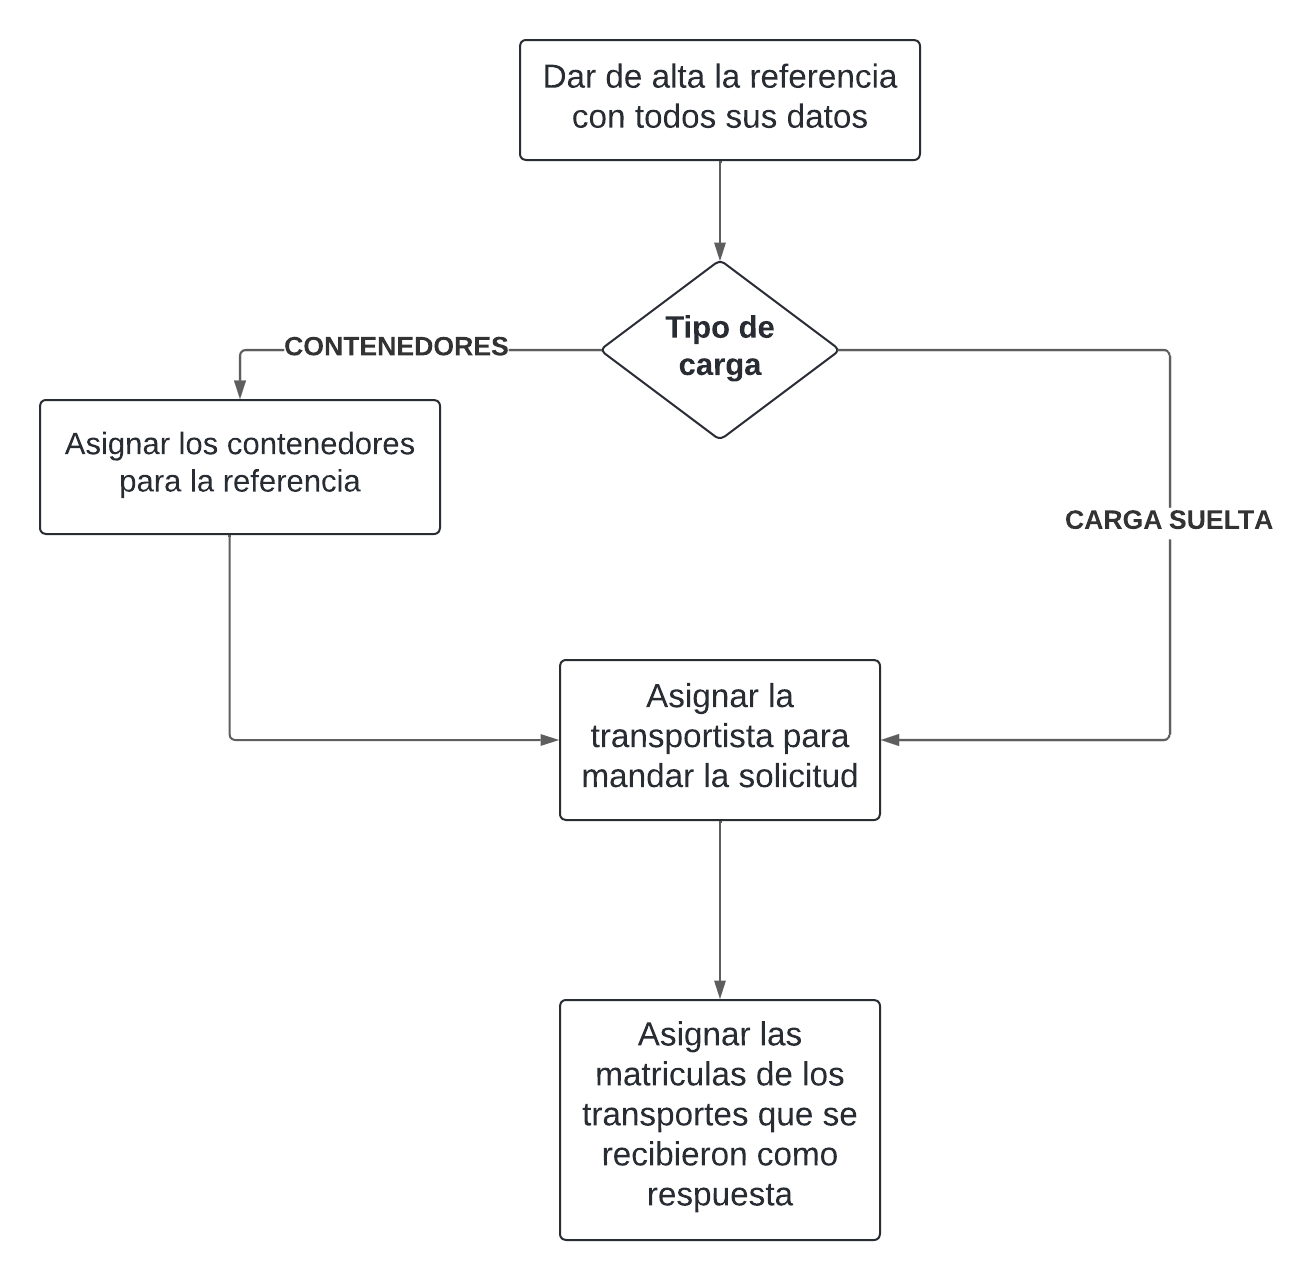 Dar de alta la referencia
con todos sus datos
Tipo de
carga
CONTENEDORES
Asignar los contenedores
para la referencia
CARGA SUELTA
Asignar la
transportista para
mandar la solicitud
Asignar las
matriculas de los
transportes que se
recibieron como
respuesta